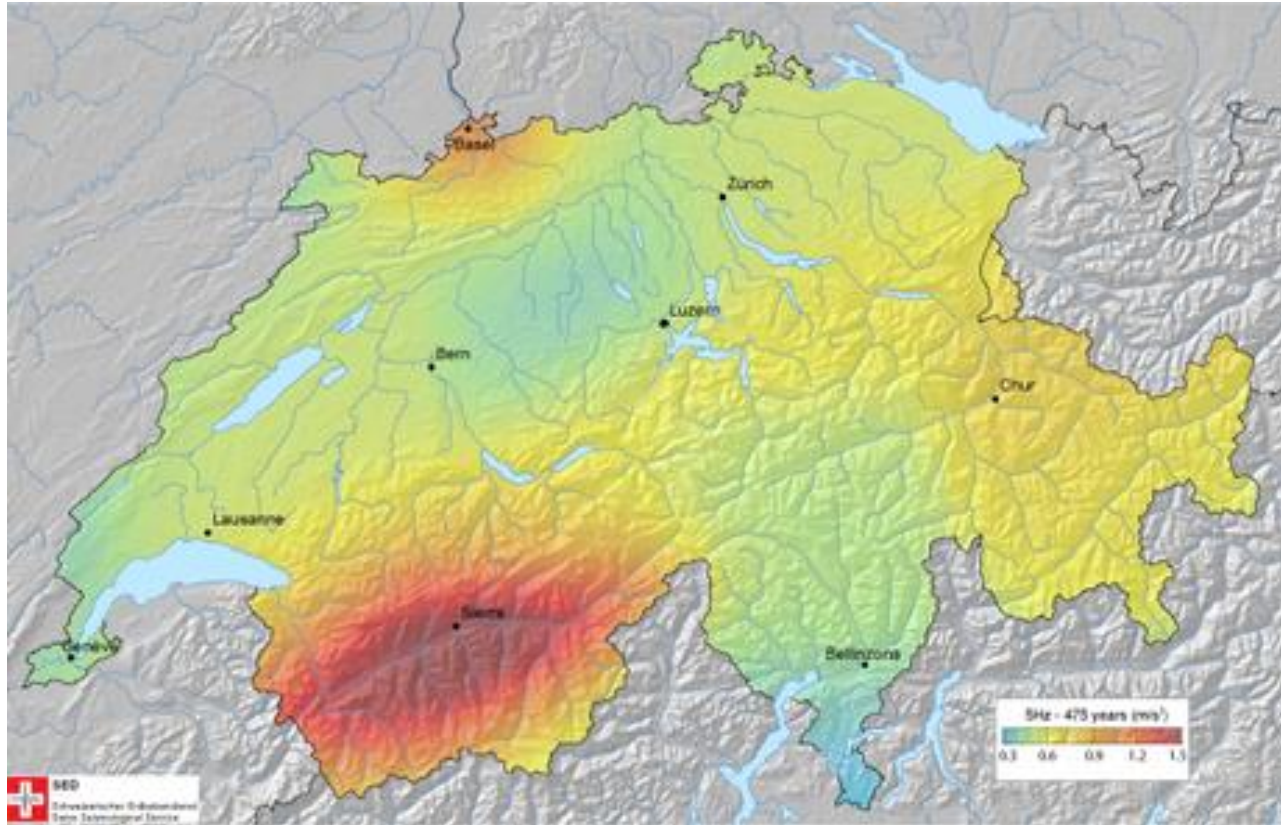 Basel
Zürich
Luzern
Bern
Chur
Lausanne
Sierre
Genève
Bellinzona
5Hz - 475 years (m/s²)
0.3 0.6 0.9 1.2 1.5
SED
Schweizerischer Erdbebendienst
Swiss Seismological Service